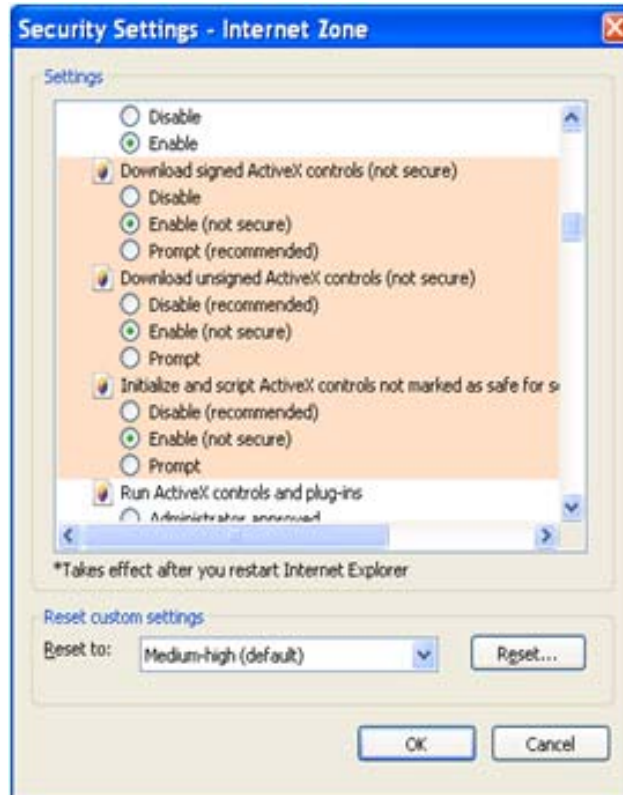 Security Settings - Internet Zone
Settings
Disable
Enable
Download signed ActiveX controls (not secure)
Disable
Enable (not secure)
Prompt (recommended)
Download unsigned ActiveX controls (not secure)
Disable (recommended)
Enable (not secure)
Prompt
Initialize and script ActiveX controls not marked as safe for s
Disable (recommended)
Enable (not secure)
Prompt
Run ActiveX controls and plug-ins
Administrator approved
*Takes effect after you restart Internet Explorer
Reset custom settings
Reset to:
Medium-high (default)
Reset...
OK
Cancel